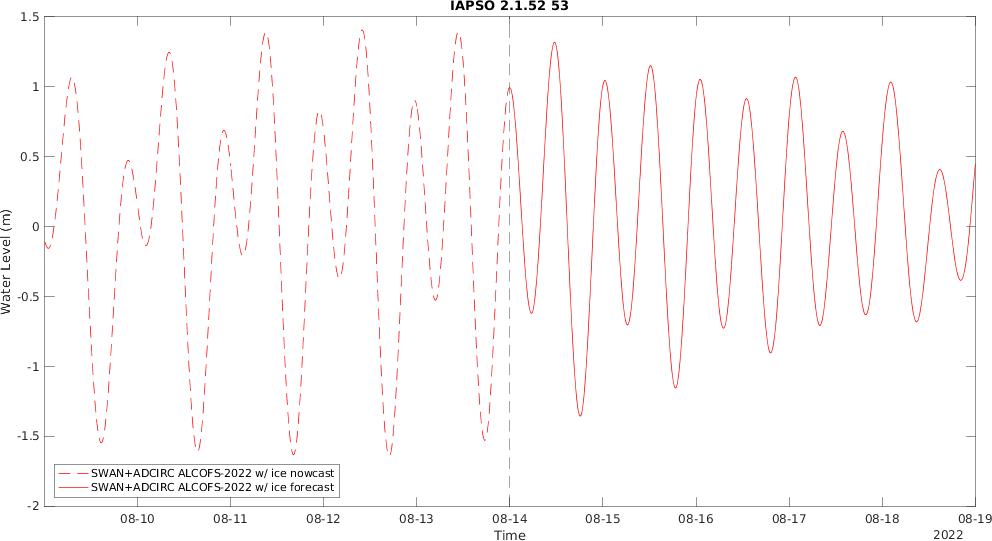 IAPSO 2.1.52 53
1.5
1
0.5
0
-0.5
-1
-1.5
-2
Water Level (m)
SWAN+ADCIRC ALCOFS-2022 w/ ice nowcast
SWAN+ADCIRC ALCOFS-2022 w/ ice forecast
08-10 08-11 08-12 08-13 08-14 08-15 08-16 08-17 08-18 08-19
Time
2022